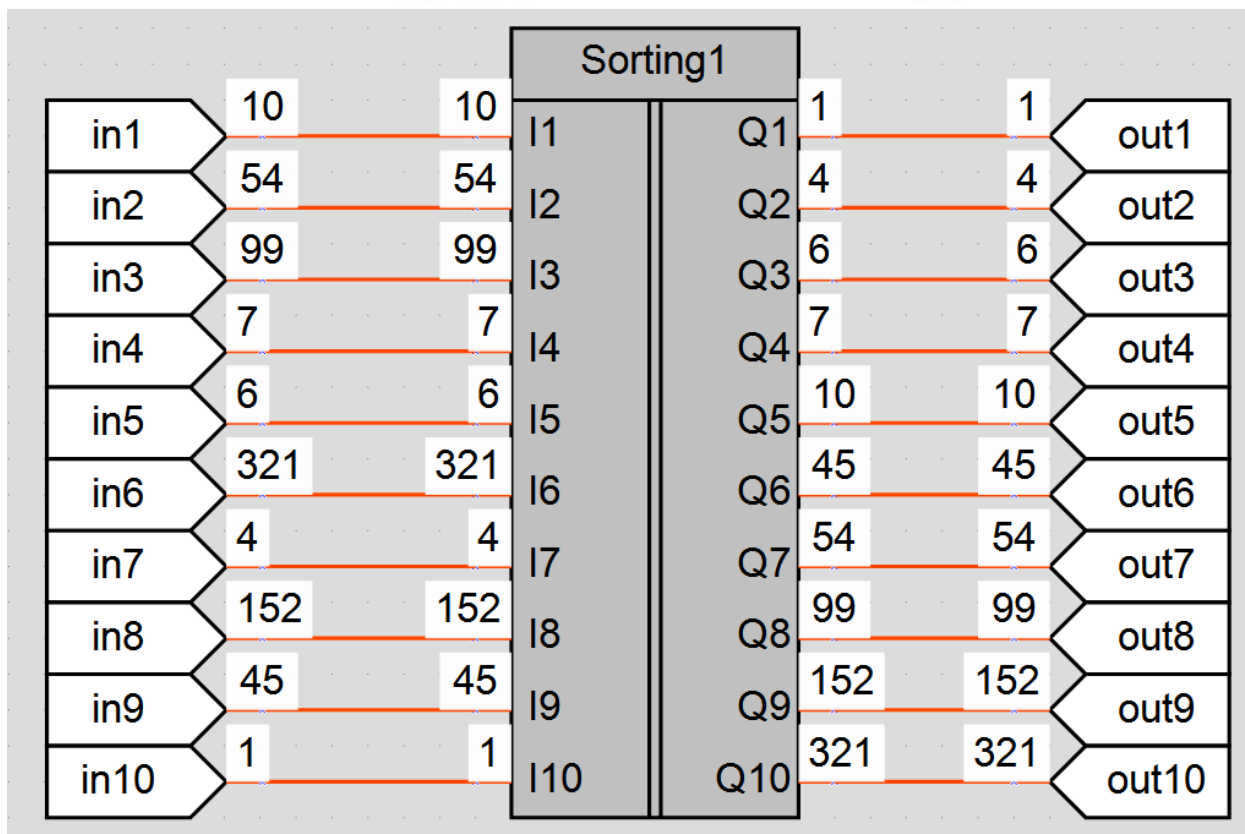 Sorting1
in1 10 10 I1 Q1 1 1 out1
in2 54 54 I2 Q2 4 4 out2
in3 99 99 I3 Q3 6 6 out3
in4 7 7 I4 Q4 7 7 out4
in5 6 6 I5 Q5 10 10 out5
in6 321 321 I6 Q6 45 45 out6
in7 4 4 I7 Q7 54 54 out7
in8 152 152 I8 Q8 99 99 out8
in9 45 45 I9 Q9 152 152 out9
in10 1 1 I10 Q10 321 321 out10